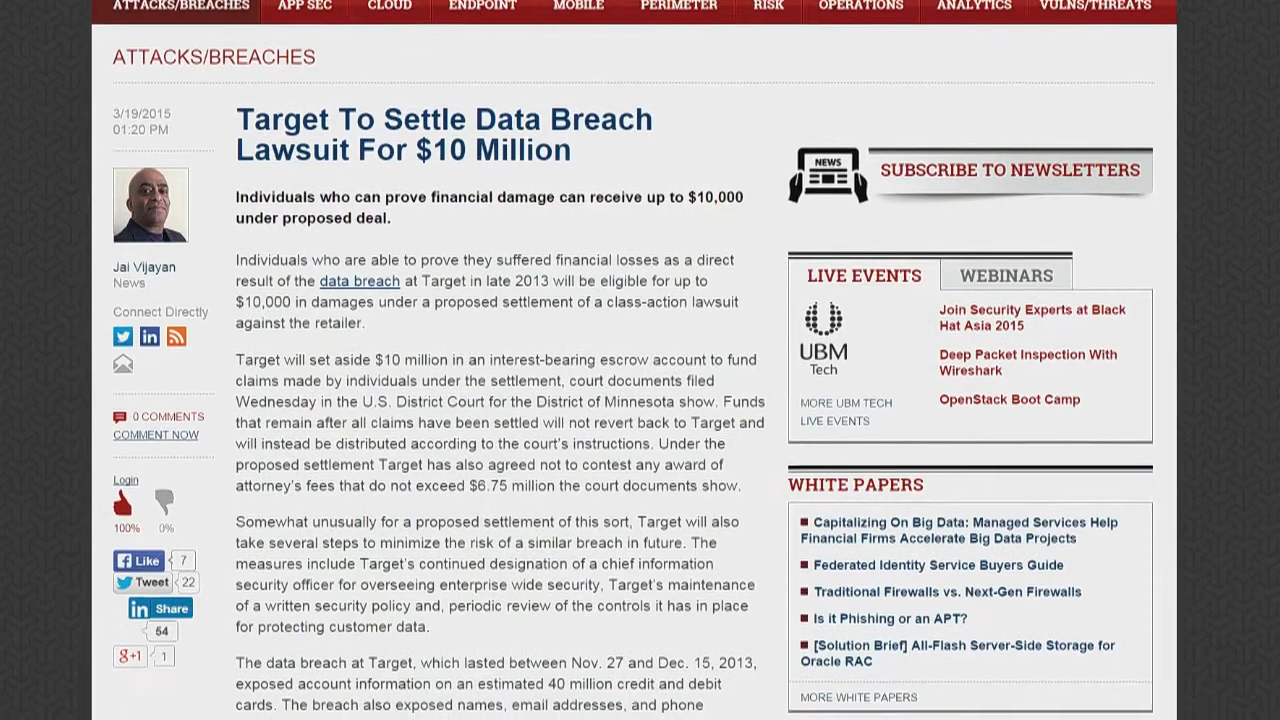 ATTACKS/BREACHES APP SEC CLOUD ENDPOINT MOBILE PERIMETER RISK OPERATIONS ANALYTICS VULNS/THREATS
ATTACKS/BREACHES
3/19/2015
01:20 PM
Jai Vijayan
News
Connect Directly
0 COMMENTS
COMMENT NOW
Login
100% 0%
Like 7
Tweet 22
in Share
54
g+1 1
Target To Settle Data Breach
Lawsuit For $10 Million
Individuals who can prove financial damage can receive up to $10,000
under proposed deal.
Individuals who are able to prove they suffered financial losses as a direct
result of the data breach at Target in late 2013 will be eligible for up to
$10,000 in damages under a proposed settlement of a class-action lawsuit
against the retailer.
Target will set aside $10 million in an interest-bearing escrow account to fund
claims made by individuals under the settlement, court documents filed
Wednesday in the U.S. District Court for the District of Minnesota show. Funds
that remain after all claims have been settled will not revert back to Target and
will instead be distributed according to the court's instructions. Under the
proposed settlement Target has also agreed not to contest any award of
attorney's fees that do not exceed $6.75 million the court documents show.
Somewhat unusually for a proposed settlement of this sort, Target will also
take several steps to minimize the risk of a similar breach in future. The
measures include Target's continued designation of a chief information
security officer for overseeing enterprise wide security, Target's maintenance
of a written security policy and, periodic review of the controls it has in place
for protecting customer data.
The data breach at Target, which lasted between Nov. 27 and Dec. 15, 2013,
exposed account information on an estimated 40 million credit and debit
cards. The breach also exposed names, email addresses, and phone
NEWS
SUBSCRIBE TO NEWSLETTERS
LIVE EVENTS WEBINARS
UBM
Tech
MORE UBM TECH
LIVE EVENTS
Join Security Experts at Black
Hat Asia 2015
Deep Packet Inspection With
Wireshark
OpenStack Boot Camp
WHITE PAPERS
Capitalizing On Big Data: Managed Services Help
Financial Firms Accelerate Big Data Projects
Federated Identity Service Buyers Guide
Traditional Firewalls vs. Next-Gen Firewalls
Is it Phishing or an APT?
[Solution Brief] All-Flash Server-Side Storage for
Oracle RAC
MORE WHITE PAPERS